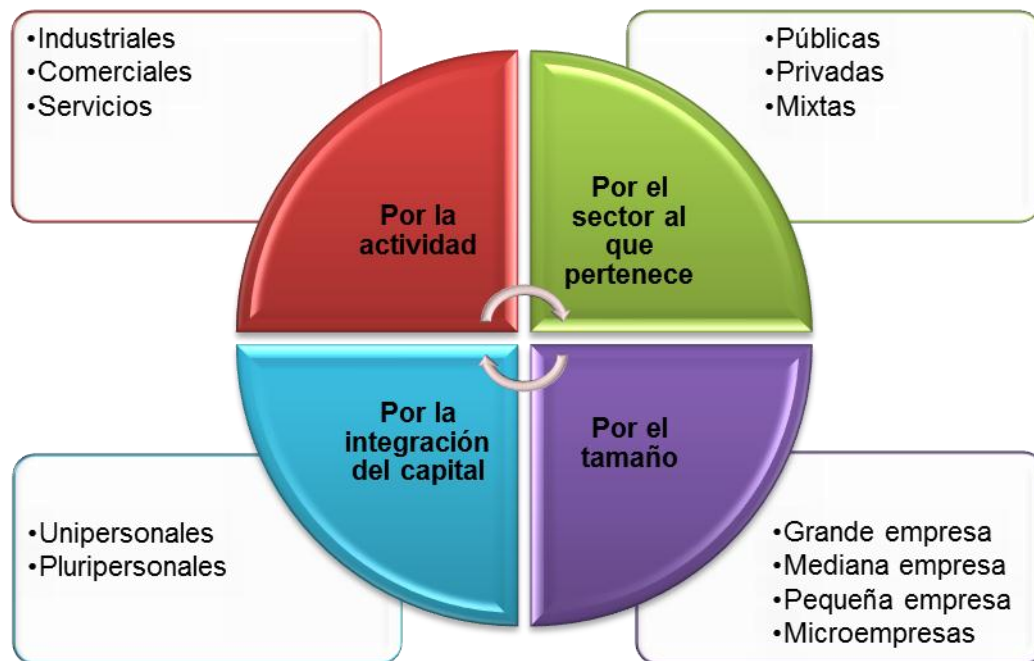 •Industriales
•Comerciales
•Servicios
•Públicas
•Privadas
•Mixtas
Por la
actividad
Por el
sector al
que
pertenece
Por la
integración
del capital
Por el
tamaño
•Unipersonales
•Pluripersonales
•Grande empresa
•Mediana empresa
•Pequeña empresa
•Microempresas